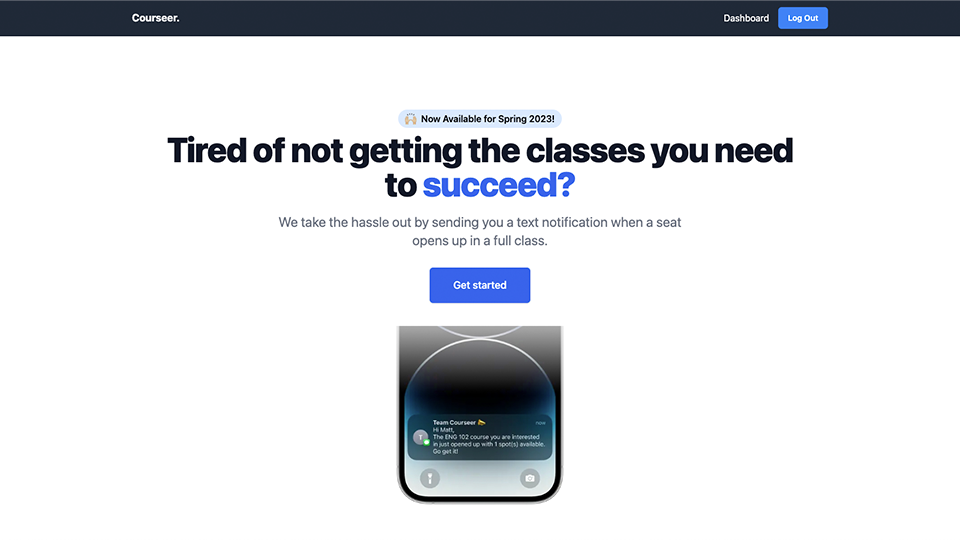 Courseer.
Dashboard
Log Out
🙌🏼 Now Available for Spring 2023!
Tired of not getting the classes you need
to succeed?
We take the hassle out by sending you a text notification when a seat
opens up in a full class.
Get started
Team Courseer
now
Hi Matt,
The ENG 102 course you are interested
in just opened up with 1 spot(s) available.
Go get it!
T